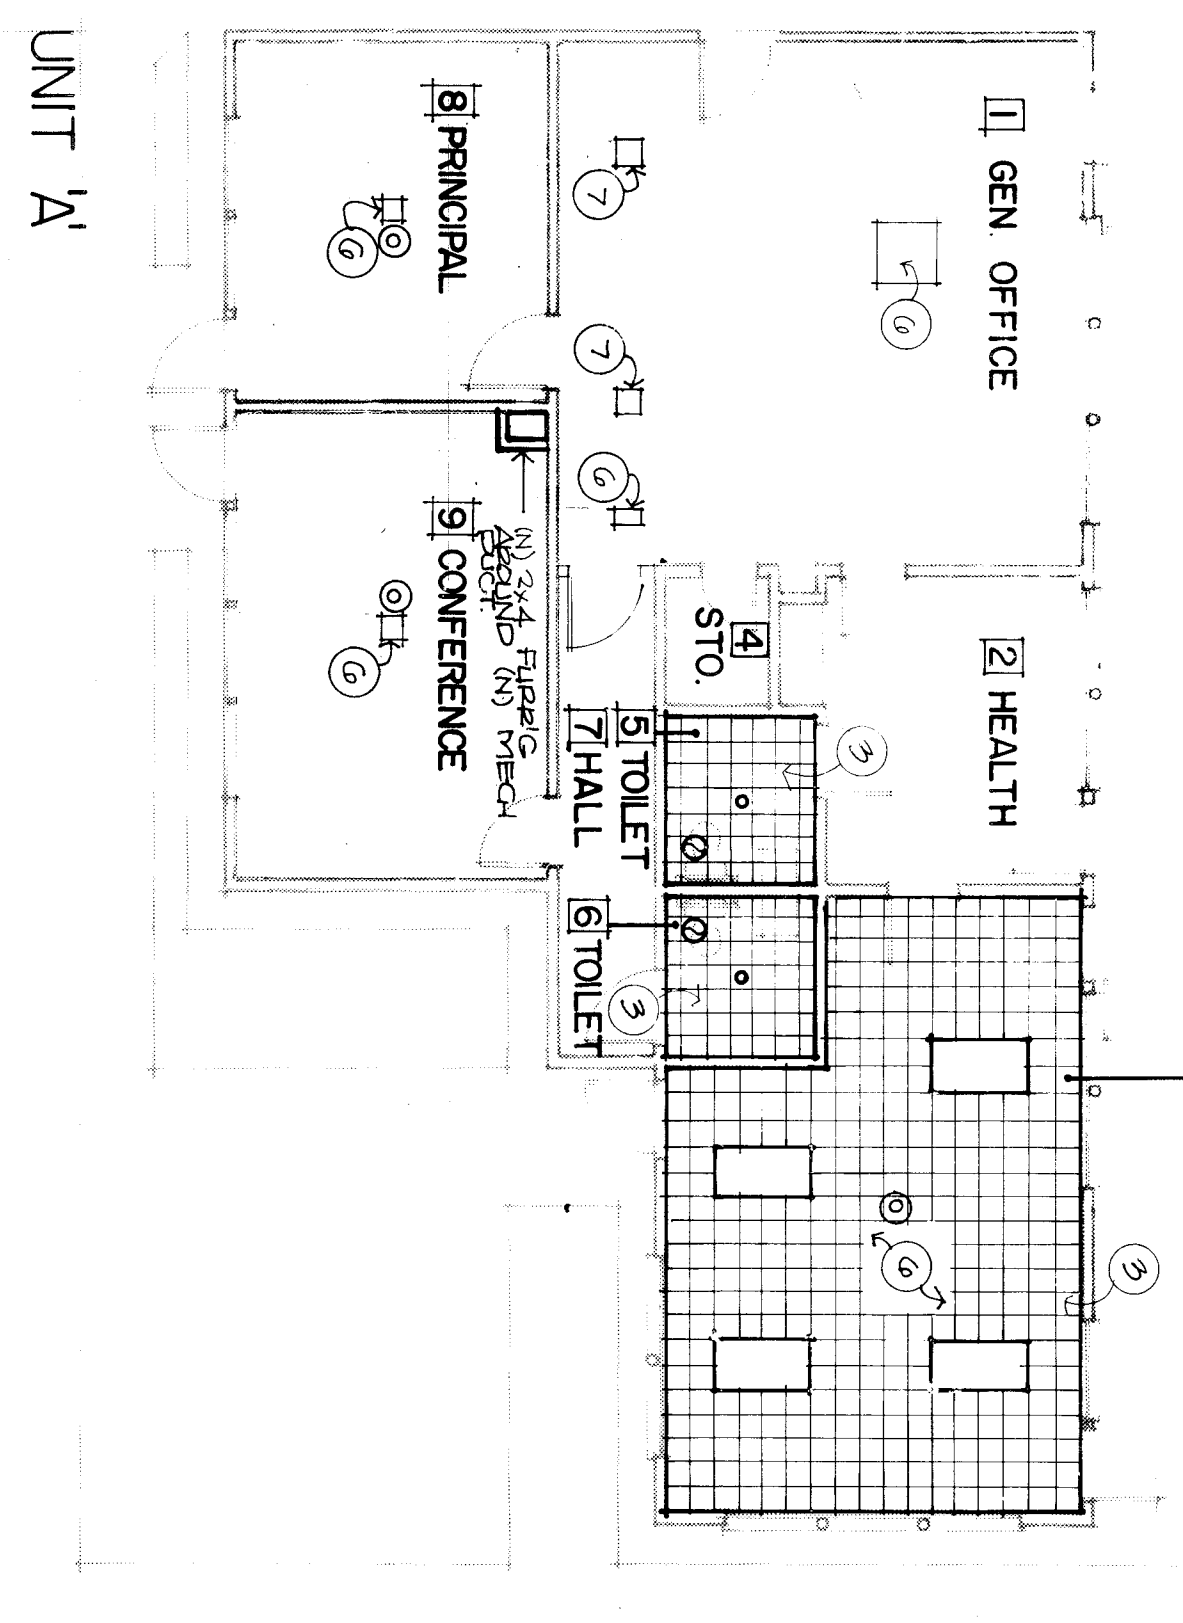 UNIT 'A'
1 GEN. OFFICE
6
2 HEALTH
8 PRINCIPAL
6
7
7
6
9 CONFERENCE
6
(N) 2x4 FURR'G
AROUND (N) MECH
DUCT.
4
STO.
5 TOILET
7 HALL
6 TOILET
3
3
6
3